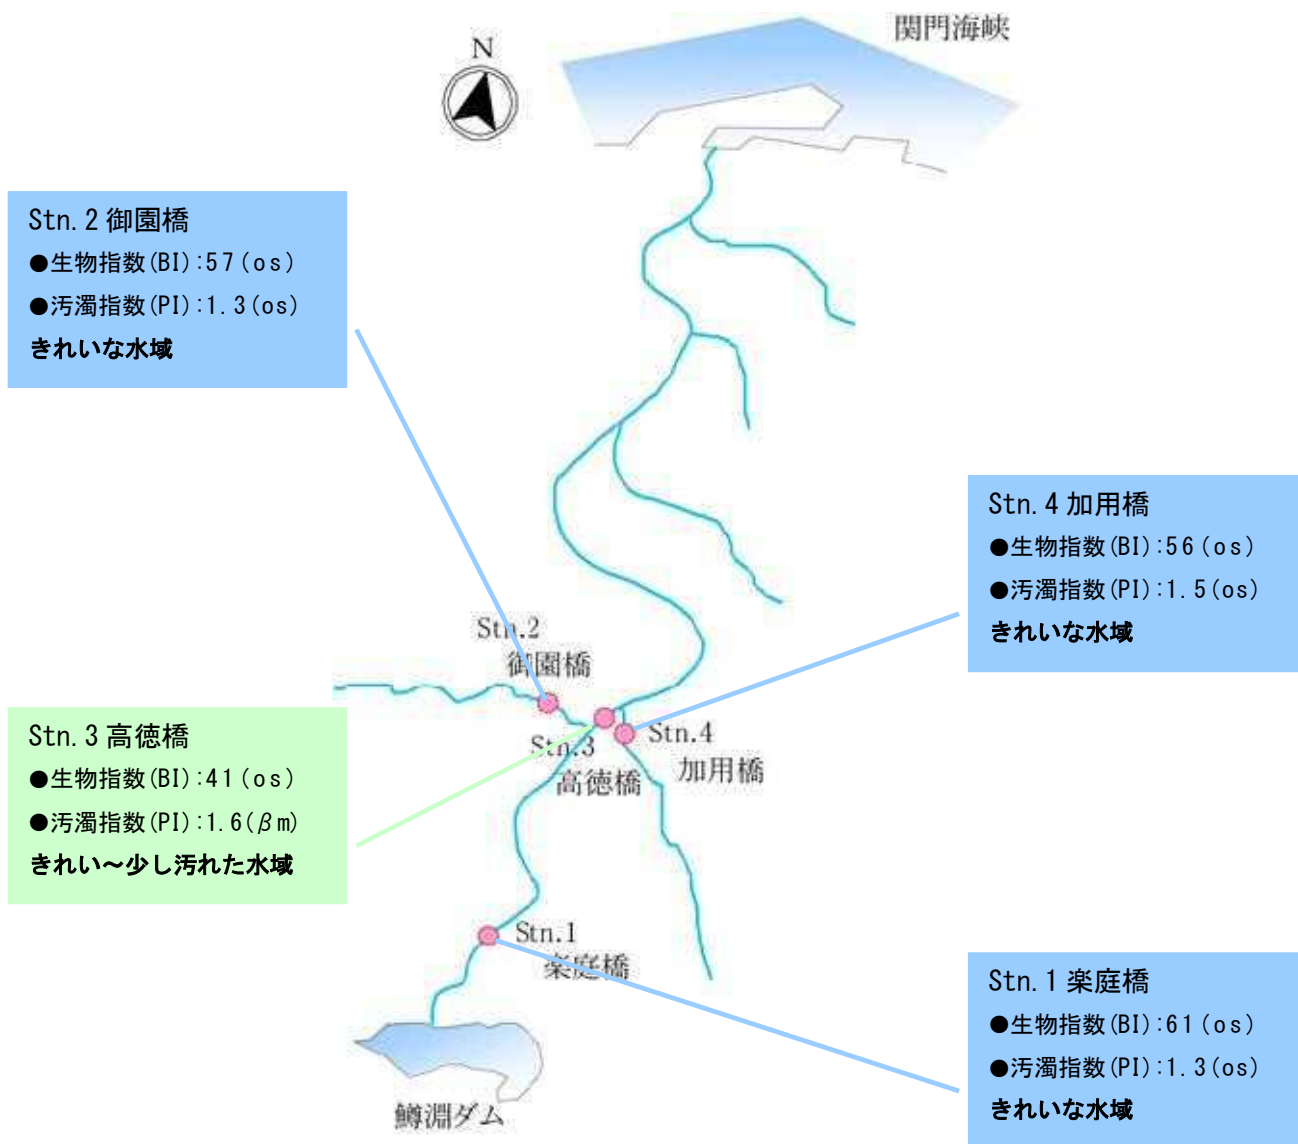 関門海峡
N
Stn.2 御園橋
●生物指数(BI):57(os)
●汚濁指数(PI):1.3(os)
きれいな水域
Stn.4 加用橋
●生物指数(BI):56(os)
●汚濁指数(PI):1.5(os)
きれいな水域
Stn.2
御園橋
Stn.3 高徳橋
●生物指数(BI):41(os)
●汚濁指数(PI):1.6(βm)
きれい～少し汚れた水域
Stn.3
高徳橋
Stn.4
加用橋
Stn.1
楽庭橋
Stn.1 楽庭橋
●生物指数(BI):61(os)
●汚濁指数(PI):1.3(os)
きれいな水域
鱒淵ダム